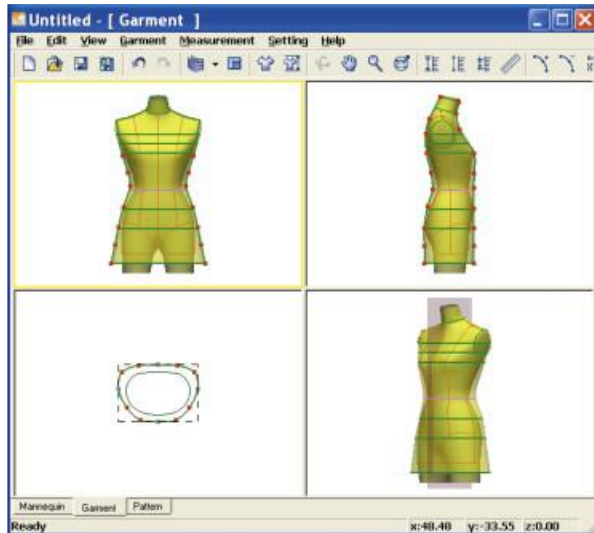 Untitled - [ Garment ]
File Edit View Garment Measurement Setting Help
Mannequin Garment Pattern
Ready x:48.48 y:-33.55 z:0.00